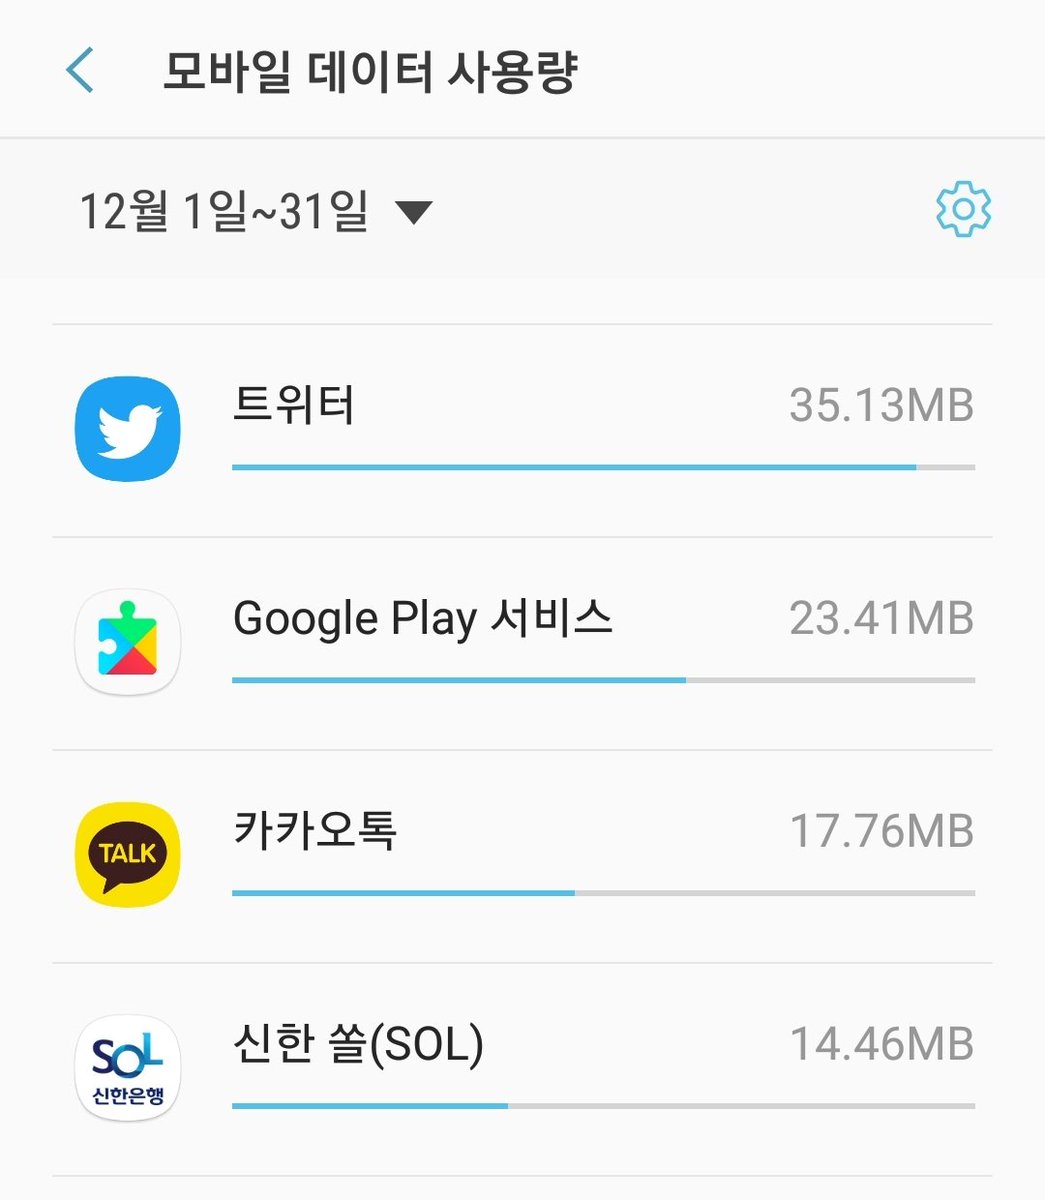 모바일 데이터 사용량
12월 1일~31일
트위터 35.13MB
Google Play 서비스 23.41MB
TALK
카카오톡 17.76MB
SOL
신한은행
신한 쏠(SOL) 14.46MB